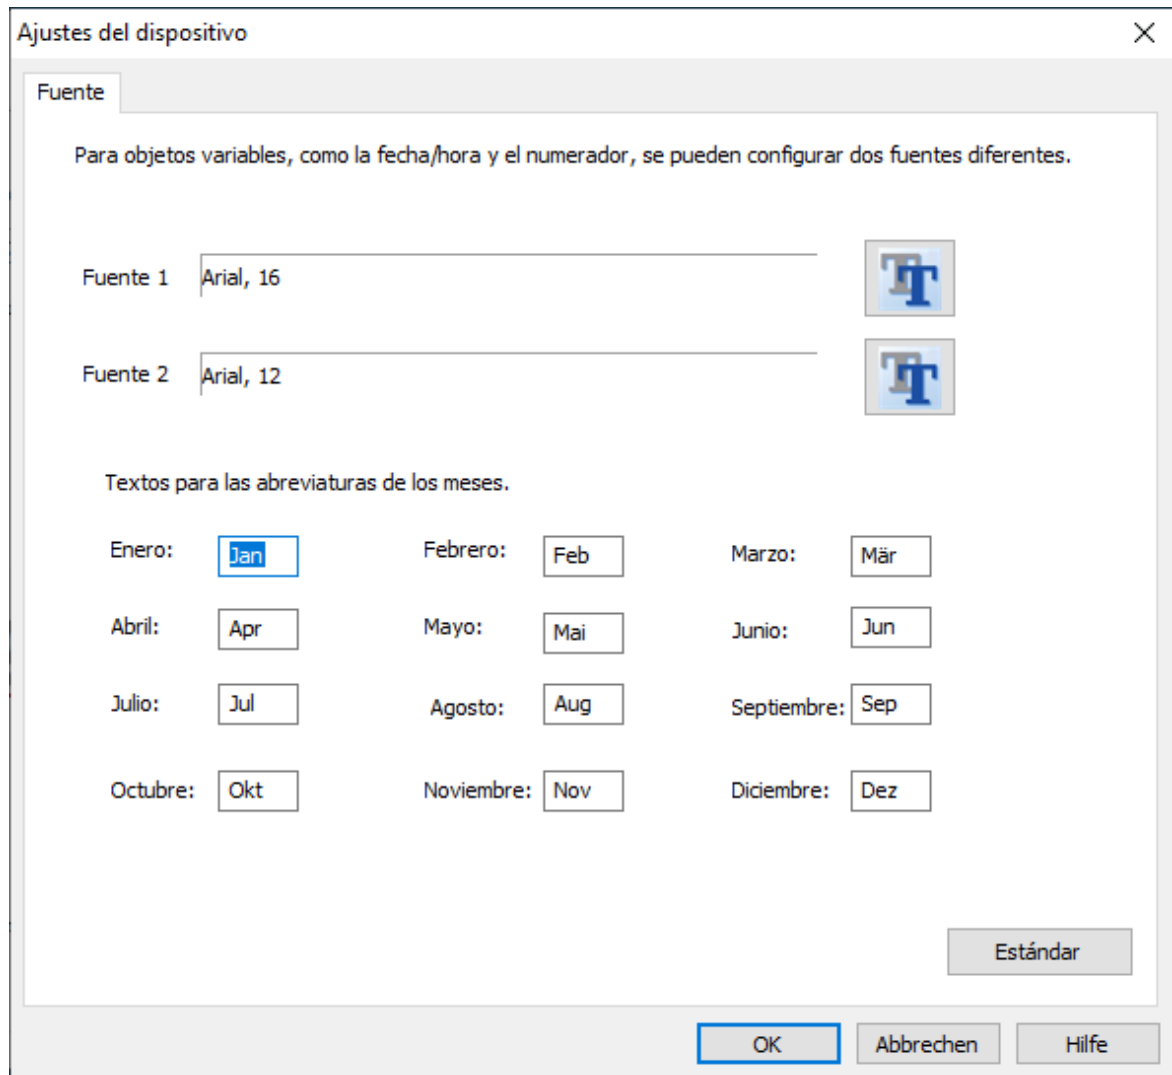 Ajustes del dispositivo
Fuente
Para objetos variables, como la fecha/hora y el numerador, se pueden configurar dos fuentes diferentes.
Fuente 1 Arial, 16
Fuente 2 Arial, 12
Textos para las abreviaturas de los meses.
Enero: Jan Febrero: Feb Marzo: Mär
Abril: Apr Mayo: Mai Junio: Jun
Julio: Jul Agosto: Aug Septiembre: Sep
Octubre: Okt Noviembre: Nov Diciembre: Dez
Estándar
OK Abbrechen Hilfe